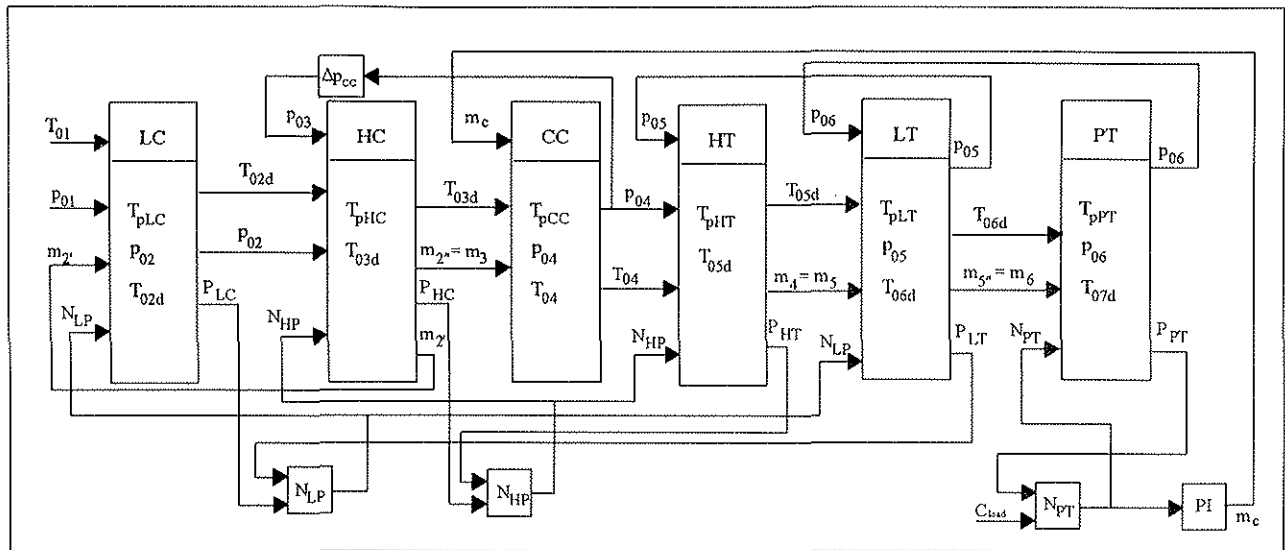 Δp_cc
T_01
LC
p_03
HC
m_c
CC
p_05
HT
p_06
LT
p_05
PT
p_06
T_02d
T_03d
p_04
T_05d
T_06d
p_01
T_pLC
p_02
T_02d
p_02
T_pHC
T_03d
T_pCC
p_04
T_04
T_pHT
T_05d
T_pLT
p_05
T_06d
T_pPT
p_06
T_07d
m_2'
m_2'' = m_3
T_04
m_4 = m_5
m_5'' = m_6
P_LC
P_HC
N_LP
N_HP
m_2'
N_HP
P_HT
N_LP
P_LT
N_PT
P_PT
N_LP
N_HP
C_load
N_PT
PI
m_c